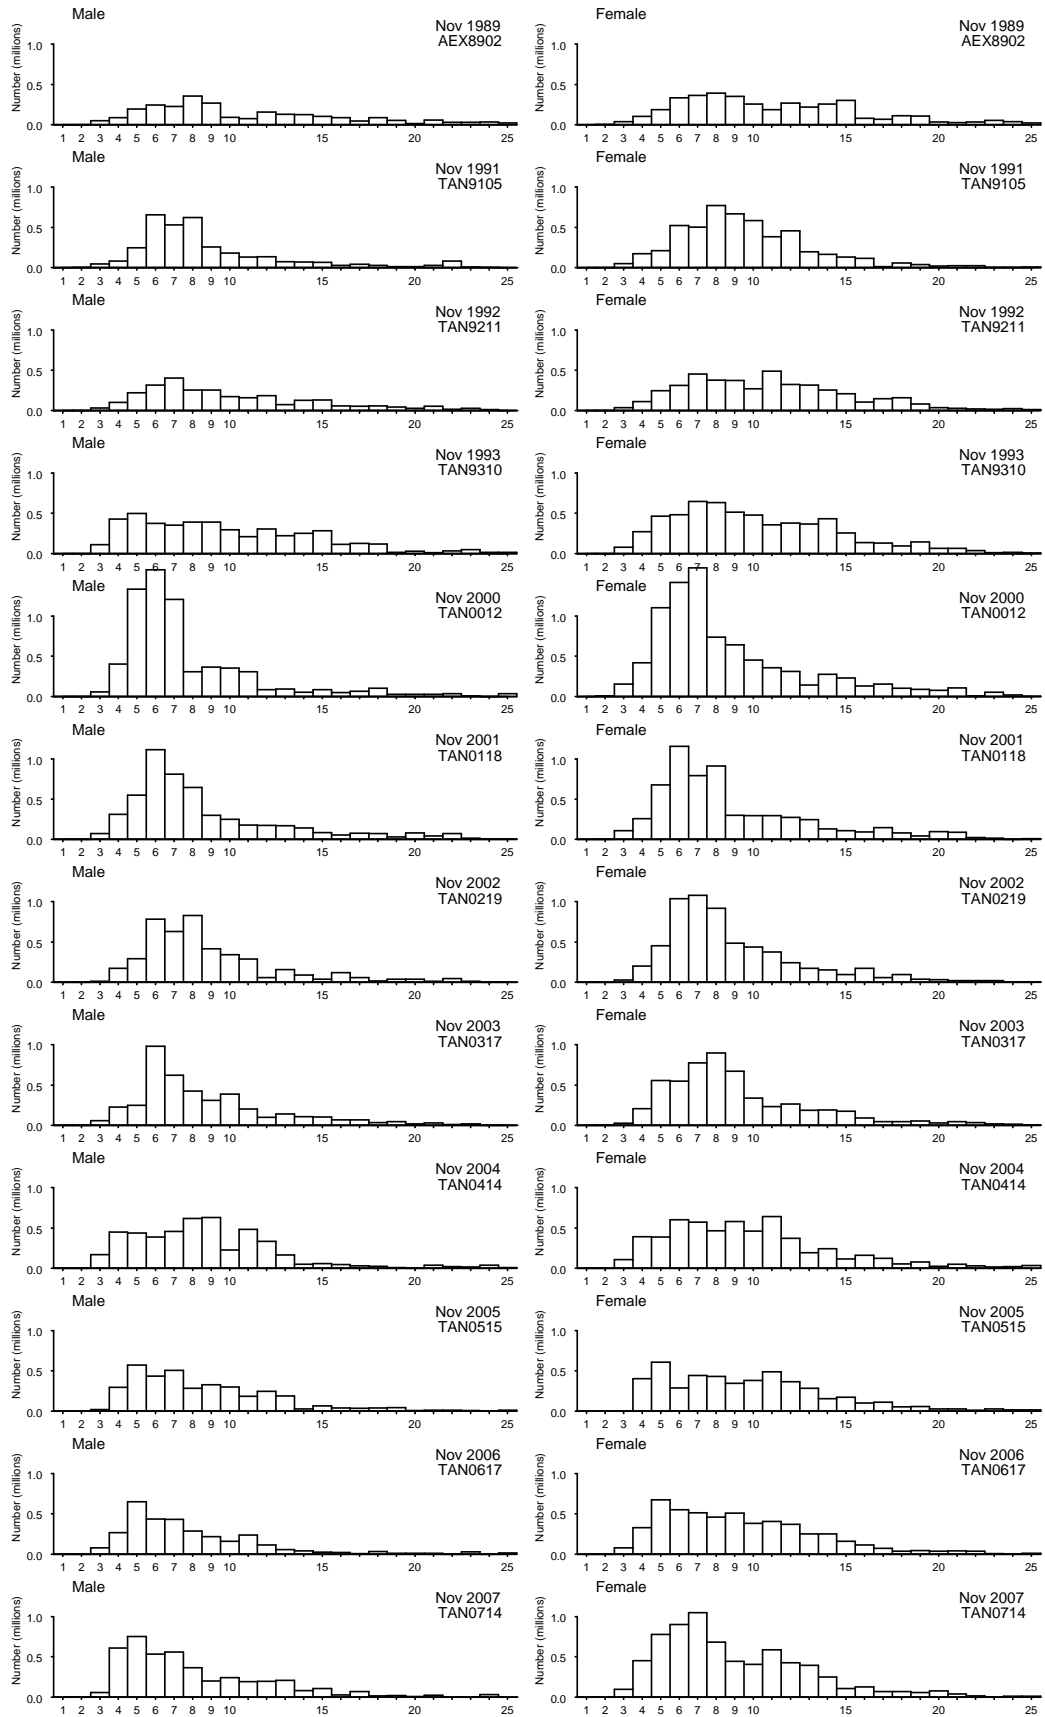 Male Female
Nov 1989 Nov 1989
AEX8902 AEX8902
Number (millions) Number (millions)
1.0 1.0
0.5 0.5
0.0 0.0
1 2 3 4 5 6 7 8 9 10 15 20 25 1 2 3 4 5 6 7 8 9 10 15 20 25
Male Female
Nov 1991 Nov 1991
TAN9105 TAN9105
Number (millions) Number (millions)
1.0 1.0
0.5 0.5
0.0 0.0
1 2 3 4 5 6 7 8 9 10 15 20 25 1 2 3 4 5 6 7 8 9 10 15 20 25
Male Female
Nov 1992 Nov 1992
TAN9211 TAN9211
Number (millions) Number (millions)
1.0 1.0
0.5 0.5
0.0 0.0
1 2 3 4 5 6 7 8 9 10 15 20 25 1 2 3 4 5 6 7 8 9 10 15 20 25
Male Female
Nov 1993 Nov 1993
TAN9310 TAN9310
Number (millions) Number (millions)
1.0 1.0
0.5 0.5
0.0 0.0
1 2 3 4 5 6 7 8 9 10 15 20 25 1 2 3 4 5 6 7 8 9 10 15 20 25
Male Female
Nov 2000 Nov 2000
TAN0012 TAN0012
Number (millions) Number (millions)
1.0 1.0
0.5 0.5
0.0 0.0
1 2 3 4 5 6 7 8 9 10 15 20 25 1 2 3 4 5 6 7 8 9 10 15 20 25
Male Female
Nov 2001 Nov 2001
TAN0118 TAN0118
Number (millions) Number (millions)
1.0 1.0
0.5 0.5
0.0 0.0
1 2 3 4 5 6 7 8 9 10 15 20 25 1 2 3 4 5 6 7 8 9 10 15 20 25
Male Female
Nov 2002 Nov 2002
TAN0219 TAN0219
Number (millions) Number (millions)
1.0 1.0
0.5 0.5
0.0 0.0
1 2 3 4 5 6 7 8 9 10 15 20 25 1 2 3 4 5 6 7 8 9 10 15 20 25
Male Female
Nov 2003 Nov 2003
TAN0317 TAN0317
Number (millions) Number (millions)
1.0 1.0
0.5 0.5
0.0 0.0
1 2 3 4 5 6 7 8 9 10 15 20 25 1 2 3 4 5 6 7 8 9 10 15 20 25
Male Female
Nov 2004 Nov 2004
TAN0414 TAN0414
Number (millions) Number (millions)
1.0 1.0
0.5 0.5
0.0 0.0
1 2 3 4 5 6 7 8 9 10 15 20 25 1 2 3 4 5 6 7 8 9 10 15 20 25
Male Female
Nov 2005 Nov 2005
TAN0515 TAN0515
Number (millions) Number (millions)
1.0 1.0
0.5 0.5
0.0 0.0
1 2 3 4 5 6 7 8 9 10 15 20 25 1 2 3 4 5 6 7 8 9 10 15 20 25
Male Female
Nov 2006 Nov 2006
TAN0617 TAN0617
Number (millions) Number (millions)
1.0 1.0
0.5 0.5
0.0 0.0
1 2 3 4 5 6 7 8 9 10 15 20 25 1 2 3 4 5 6 7 8 9 10 15 20 25
Male Female
Nov 2007 Nov 2007
TAN0714 TAN0714
Number (millions) Number (millions)
1.0 1.0
0.5 0.5
0.0 0.0
1 2 3 4 5 6 7 8 9 10 15 20 25 1 2 3 4 5 6 7 8 9 10 15 20 25